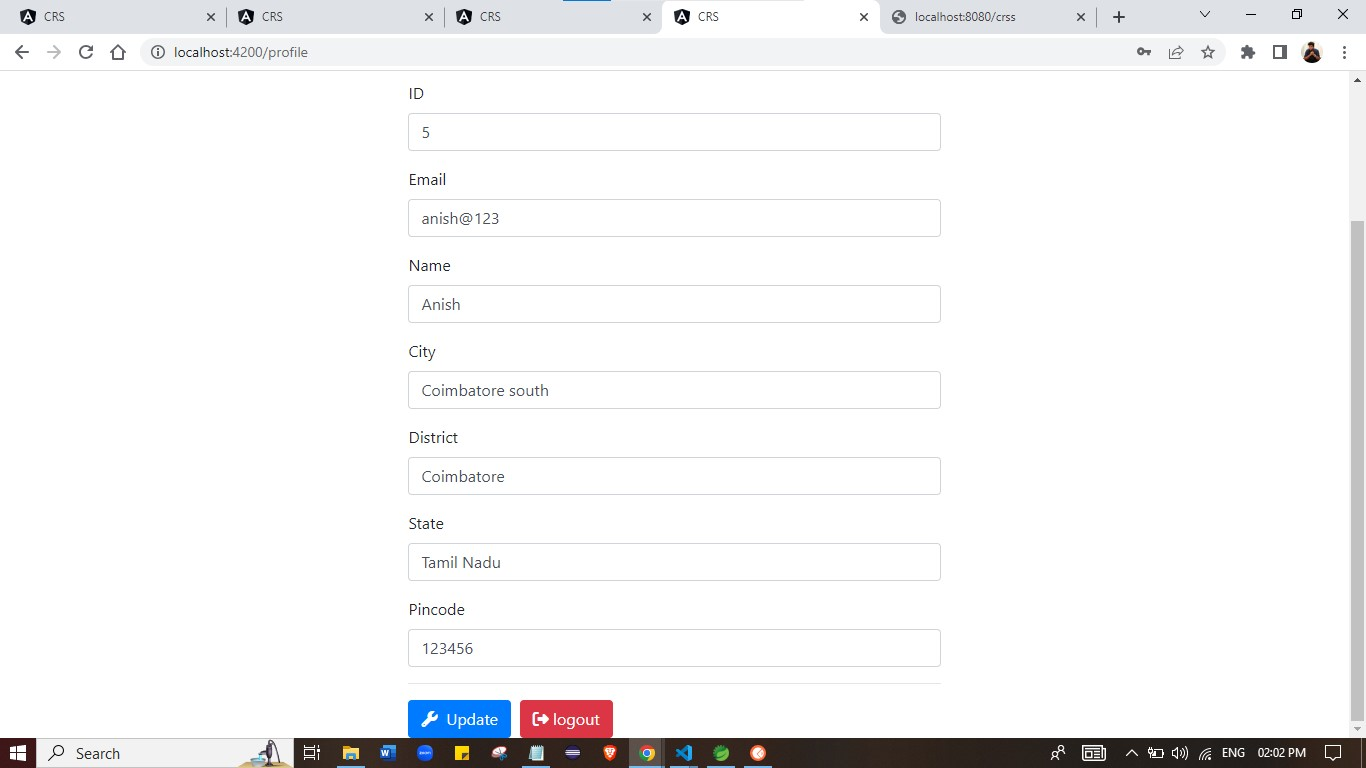 CRS
CRS
CRS
CRS
localhost:8080/crss
localhost:4200/profile
ID
5
Email
anish@123
Name
Anish
City
Coimbatore south
District
Coimbatore
State
Tamil Nadu
Pincode
123456
Update
logout
Search
ENG
02:02 PM